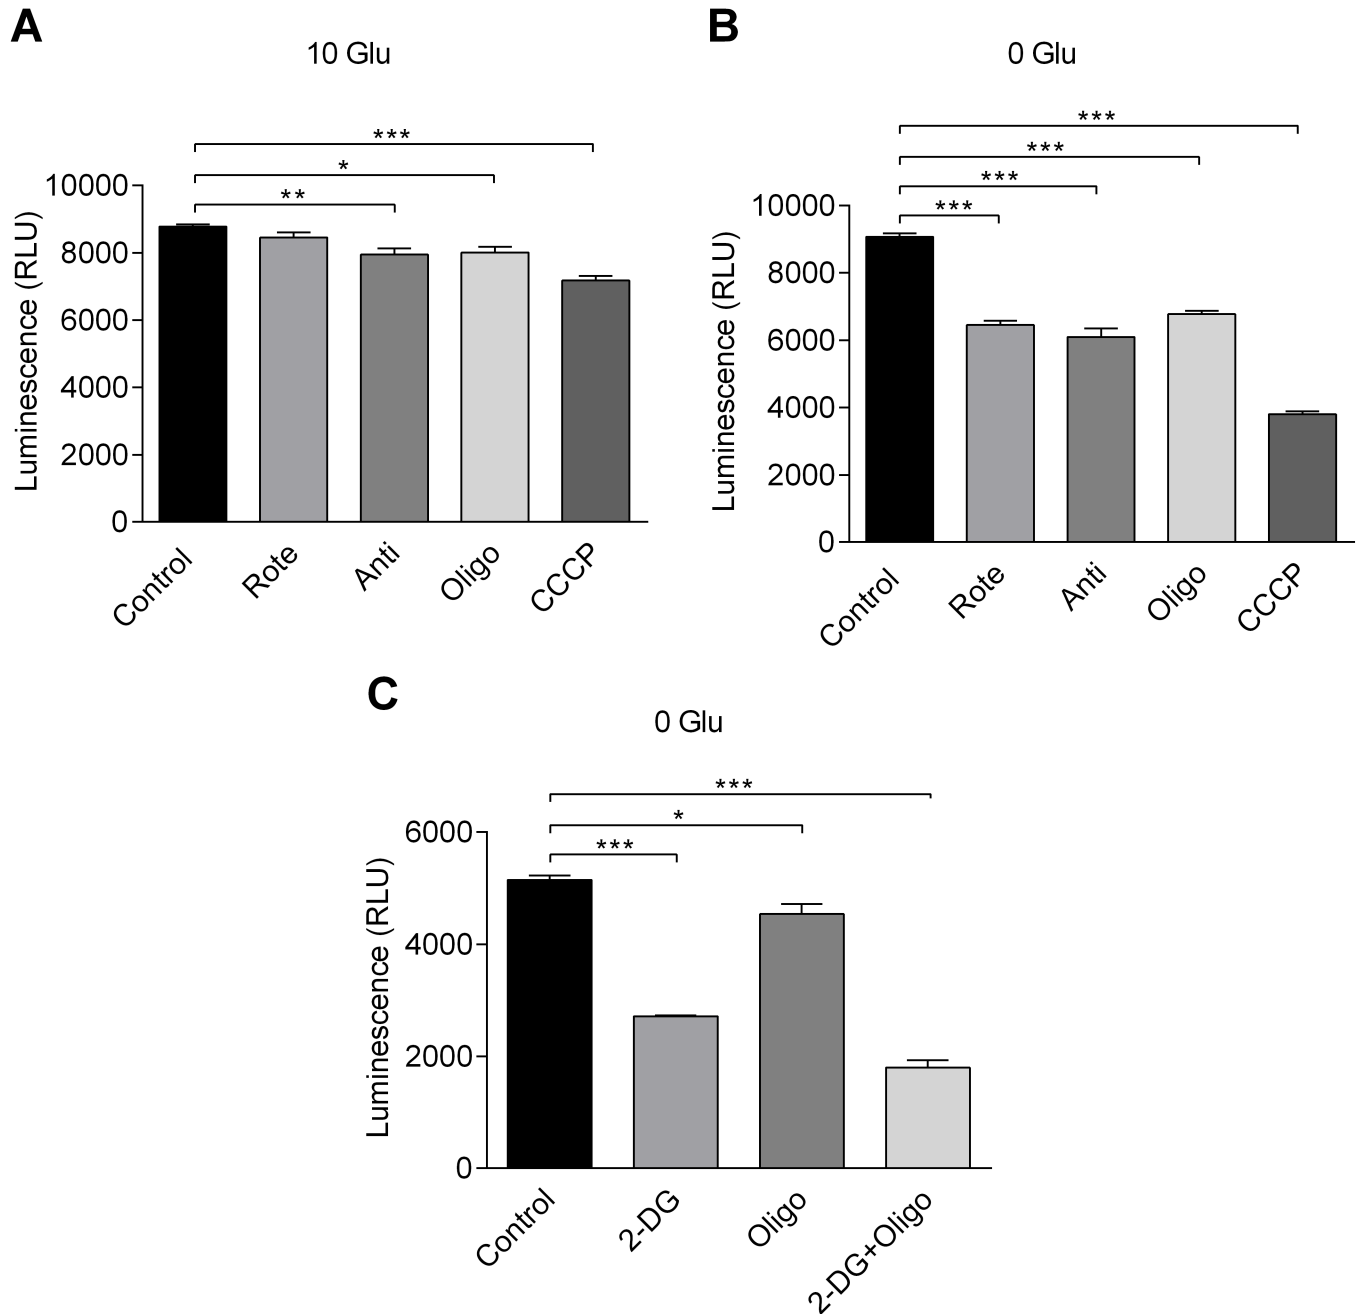 A
10 Glu
***
*
**
10000
8000
6000
4000
2000
0
Luminescence (RLU)
Control
Rote
Anti
Oligo
CCCP
B
0 Glu
***
***
***
***
10000
8000
6000
4000
2000
0
Luminescence (RLU)
Control
Rote
Anti
Oligo
CCCP
C
0 Glu
***
*
***
6000
4000
2000
0
Luminescence (RLU)
Control
2-DG
Oligo
2-DG+Oligo